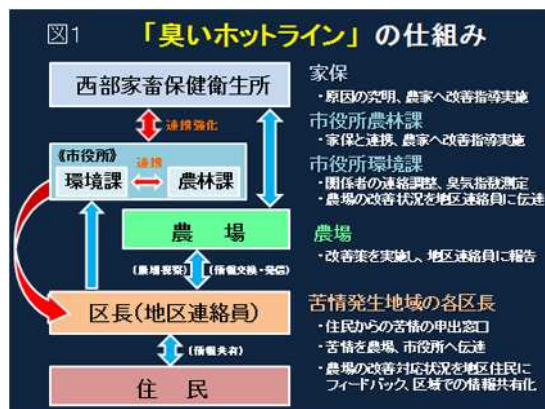 図1 「臭いホットライン」の仕組み
西部家畜保健衛生所
連携強化
《市役所》
連携
環境課
農林課
農 場
(農場視察)
(情報交換・発信)
区長(地区連絡員)
(情報共有)
住 民
家保
・原因の究明、農家へ改善指導実施
市役所農林課
・家保と連携、農家へ改善指導実施
市役所環境課
・関係者の連絡調整、臭気指数測定
・農場の改善状況を地区連絡員に伝達
農場
・改善策を実施し、地区連絡員に報告
苦情発生地域の各区長
・住民からの苦情の申出窓口
・苦情を農場、市役所へ伝達
・農場の改善対応状況を地区住民に
フィードバック、区域での情報共有化